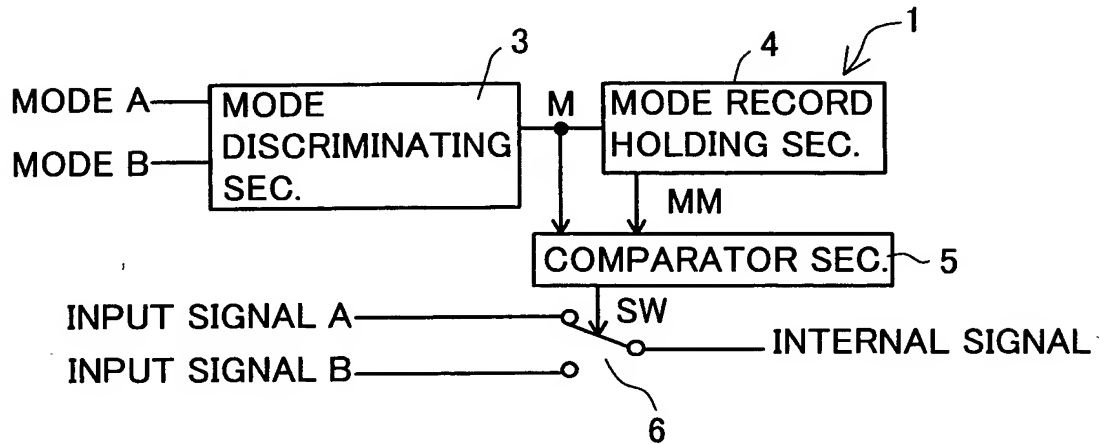 3
4
1
MODE A
MODE
DISCRIMINATING
SEC.
M
MODE RECORD
HOLDING SEC.
MODE B
MM
COMPARATOR SEC.
5
INPUT SIGNAL A
SW
INTERNAL SIGNAL
INPUT SIGNAL B
6